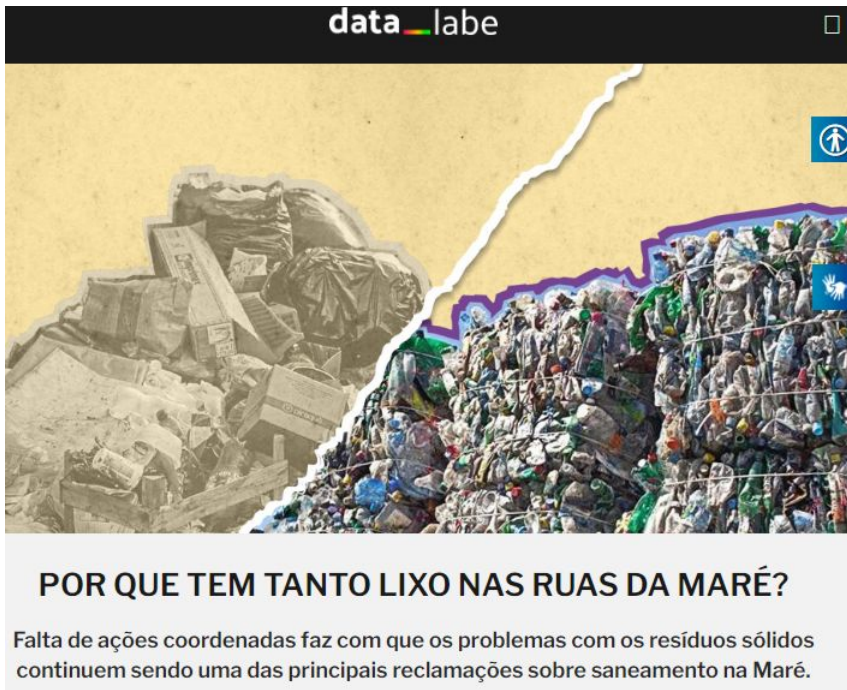 data_labe
POR QUE TEM TANTO LIXO NAS RUAS DA MARÉ?
Falta de ações coordenadas faz com que os problemas com os resíduos sólidos
continuem sendo uma das principais reclamações sobre saneamento na Maré.